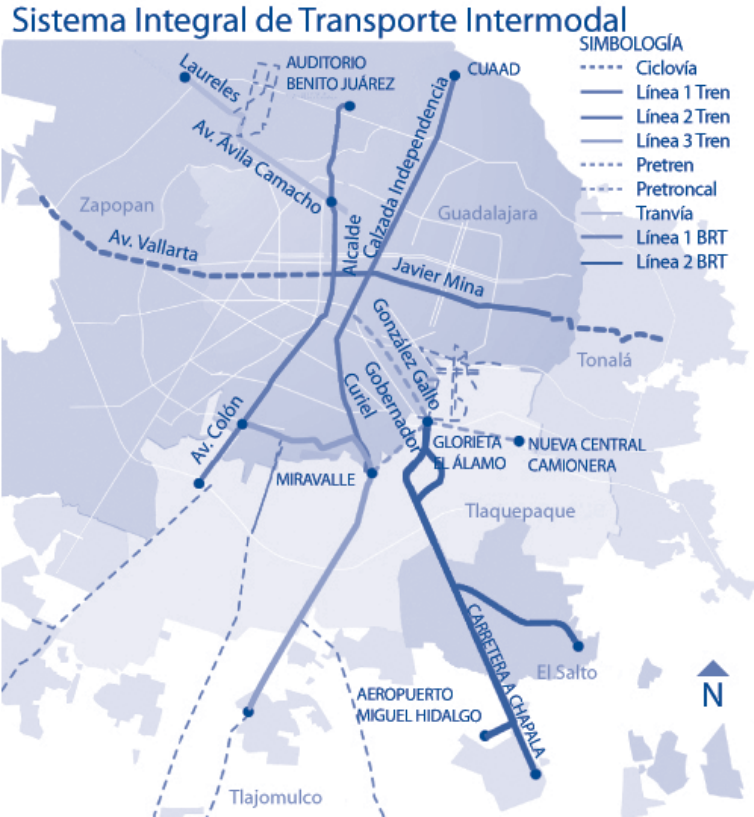 Sistema Integral de Transporte Intermodal
SIMBOLOGÍA
Ciclovía
Línea 1 Tren
Línea 2 Tren
Línea 3 Tren
Pretren
Pretroncal
Tranvía
Línea 1 BRT
Línea 2 BRT
Laureles
AUDITORIO
BENITO JUÁREZ
CUAAD
Av. Ávila Camacho
Calzada Independencia
Zapopan
Guadalajara
Alcalde
Av. Vallarta
Javier Mina
González Gallo
Tonalá
Gobernador
Curiel
Av. Colón
GLORIETA
EL ÁLAMO
NUEVA CENTRAL
CAMIONERA
MIRAVALLE
Tlaquepaque
CARRETERA A CHAPALA
El Salto
AEROPUERTO
MIGUEL HIDALGO
N
Tlajomulco